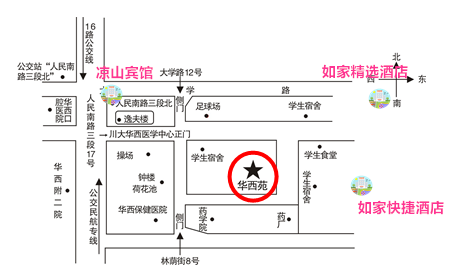 16路公交线
北
公交站“人民南
路三段北”
凉山宾馆
大学路12号
如家精选酒店
西
东
学
路
南
人民南路三段17号
侧门
人民南路三段北
逸夫楼
足球场
学生宿舍
华西医院
口腔
川大华西医学中心正门
操场
学生宿舍
学生食堂
华西附二院
钟楼
荷花池
华西苑
学生宿舍
公交民航专线
华西保健医院
侧门
药学院
药厂
如家快捷酒店
林荫街8号